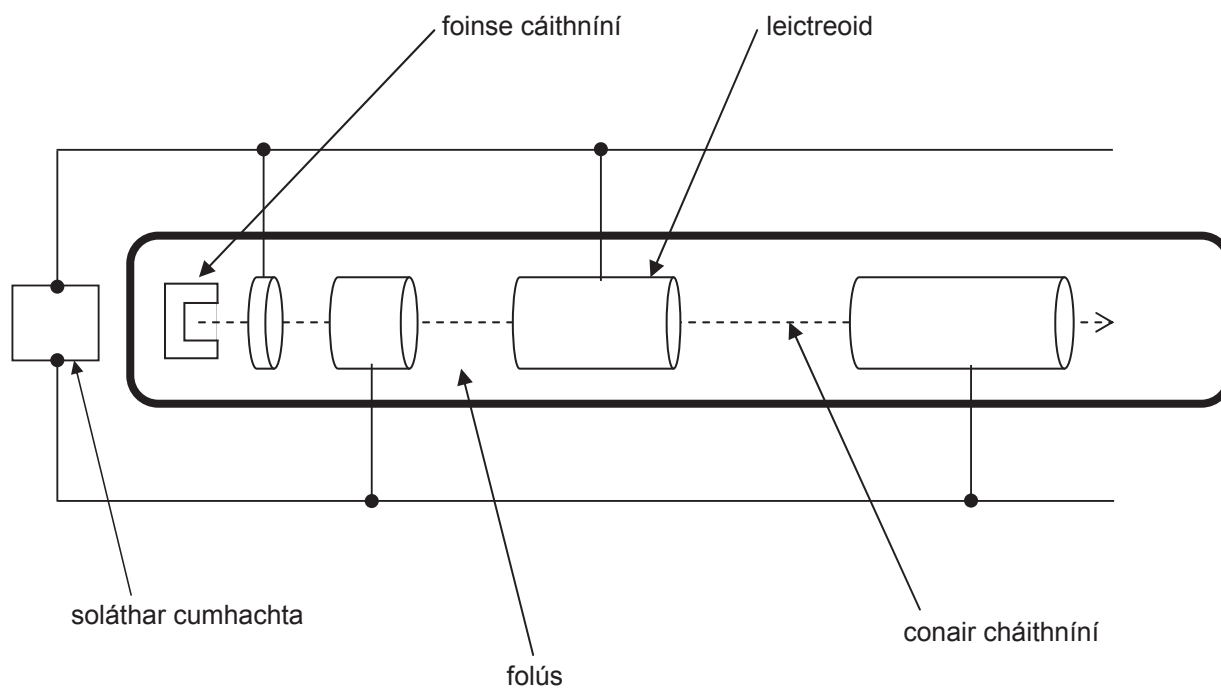 foinse cáithníní
leictreoid
soláthar cumhachta
conair cháithníní
folús